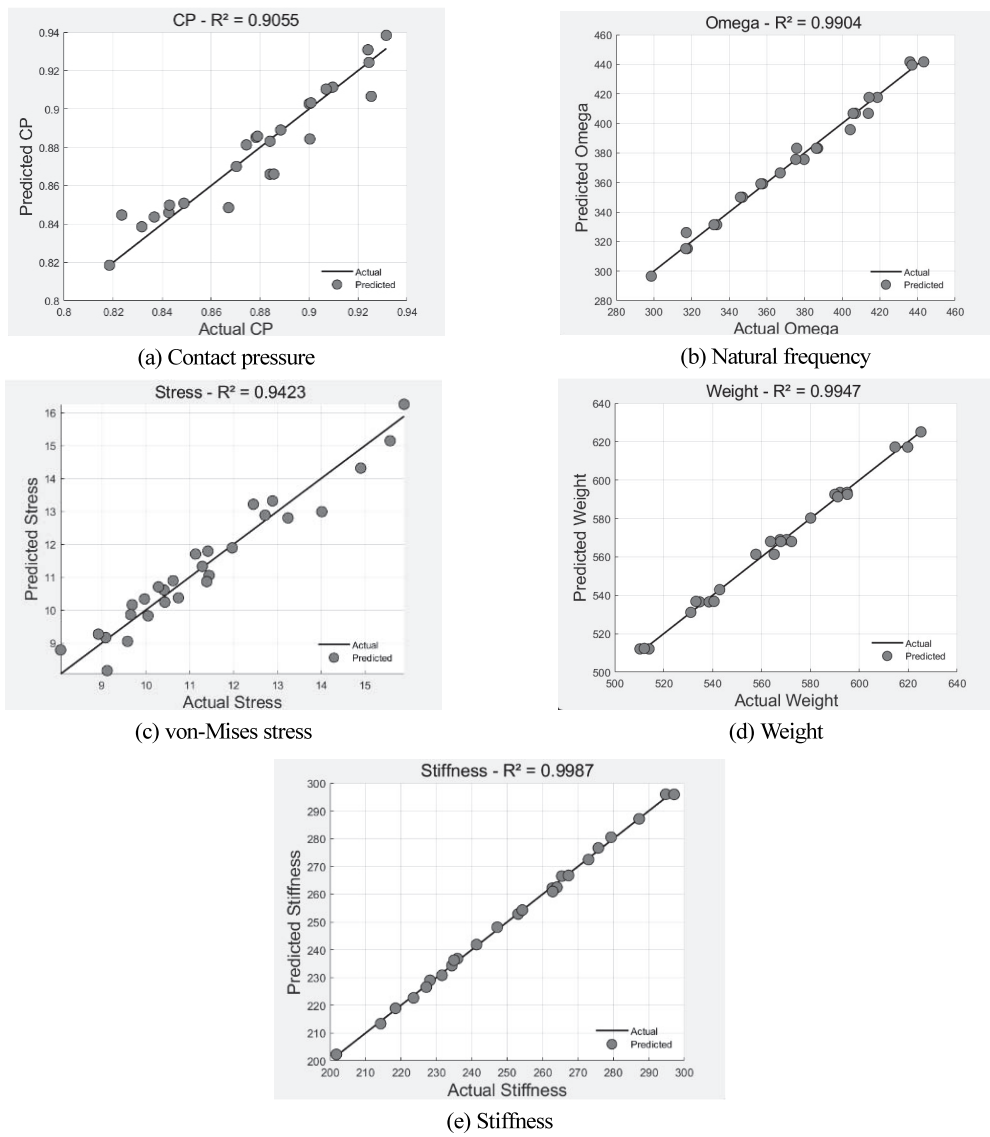 CP - R² = 0.9055
Predicted CP
0.94
0.92
0.9
0.88
0.86
0.84
0.82
0.8
Actual
Predicted
0.8 0.82 0.84 0.86 0.88 0.9 0.92 0.94
Actual CP
(a) Contact pressure
Omega - R² = 0.9904
Predicted Omega
460
440
420
400
380
360
340
320
300
280
Actual
Predicted
280 300 320 340 360 380 400 420 440 460
Actual Omega
(b) Natural frequency
Stress - R² = 0.9423
Predicted Stress
16
15
14
13
12
11
10
9
Actual
Predicted
9 10 11 12 13 14 15
Actual Stress
(c) von-Mises stress
Weight - R² = 0.9947
Predicted Weight
640
620
600
580
560
540
520
500
Actual
Predicted
500 520 540 560 580 600 620 640
Actual Weight
(d) Weight
Stiffness - R² = 0.9987
Predicted Stiffness
300
290
280
270
260
250
240
230
220
210
200
Actual
Predicted
200 210 220 230 240 250 260 270 280 290 300
Actual Stiffness
(e) Stiffness